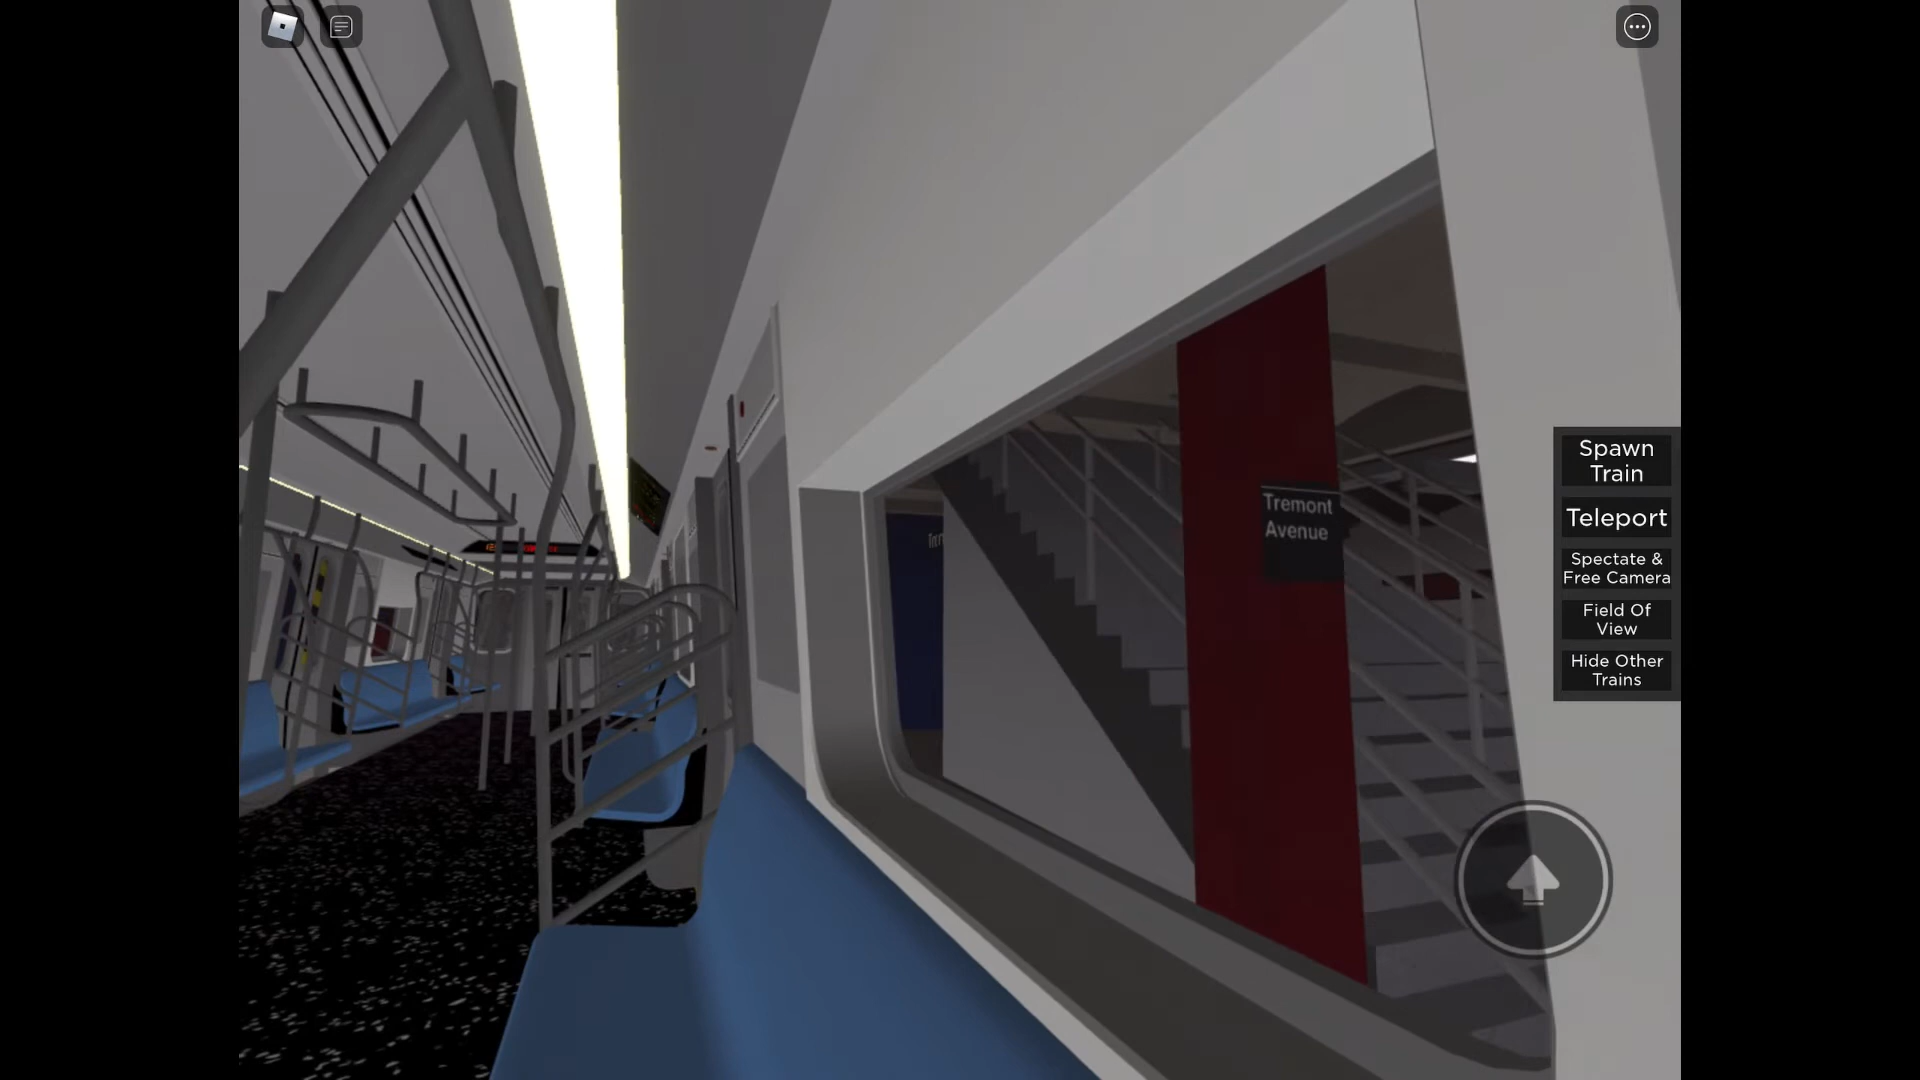 Spawn
Train
Teleport
Spectate &
Free Camera
Field Of
View
Hide Other
Trains
Tremont
Avenue